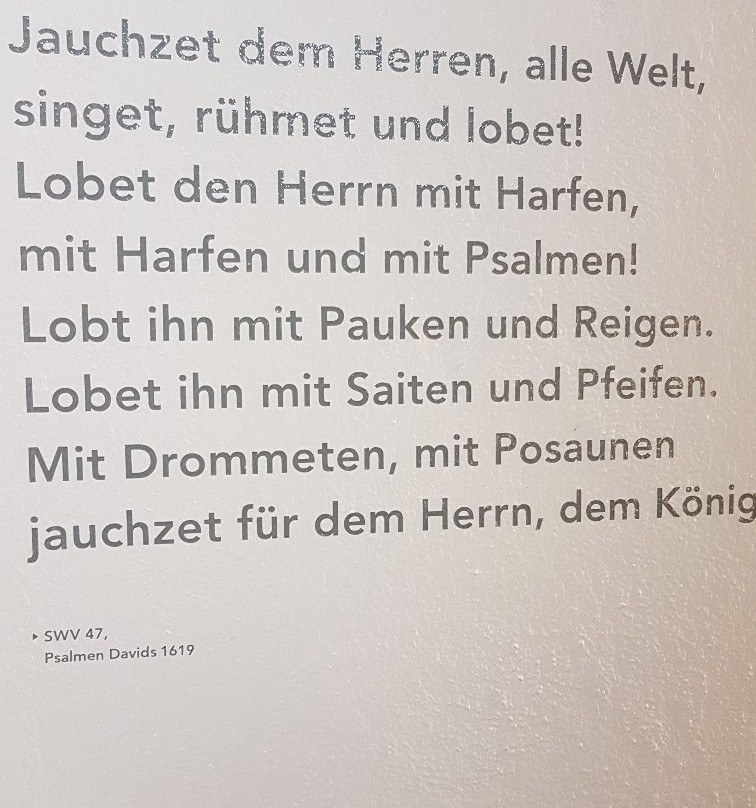 Jauchzet dem Herren, alle Welt,
singet, rühmet und lobet!
Lobet den Herrn mit Harfen,
mit Harfen und mit Psalmen!
Lobt ihn mit Pauken und Reigen.
Lobet ihn mit Saiten und Pfeifen.
Mit Drommeten, mit Posaunen
jauchzet für dem Herrn, dem König
▸ SWV 47,
Psalmen Davids 1619